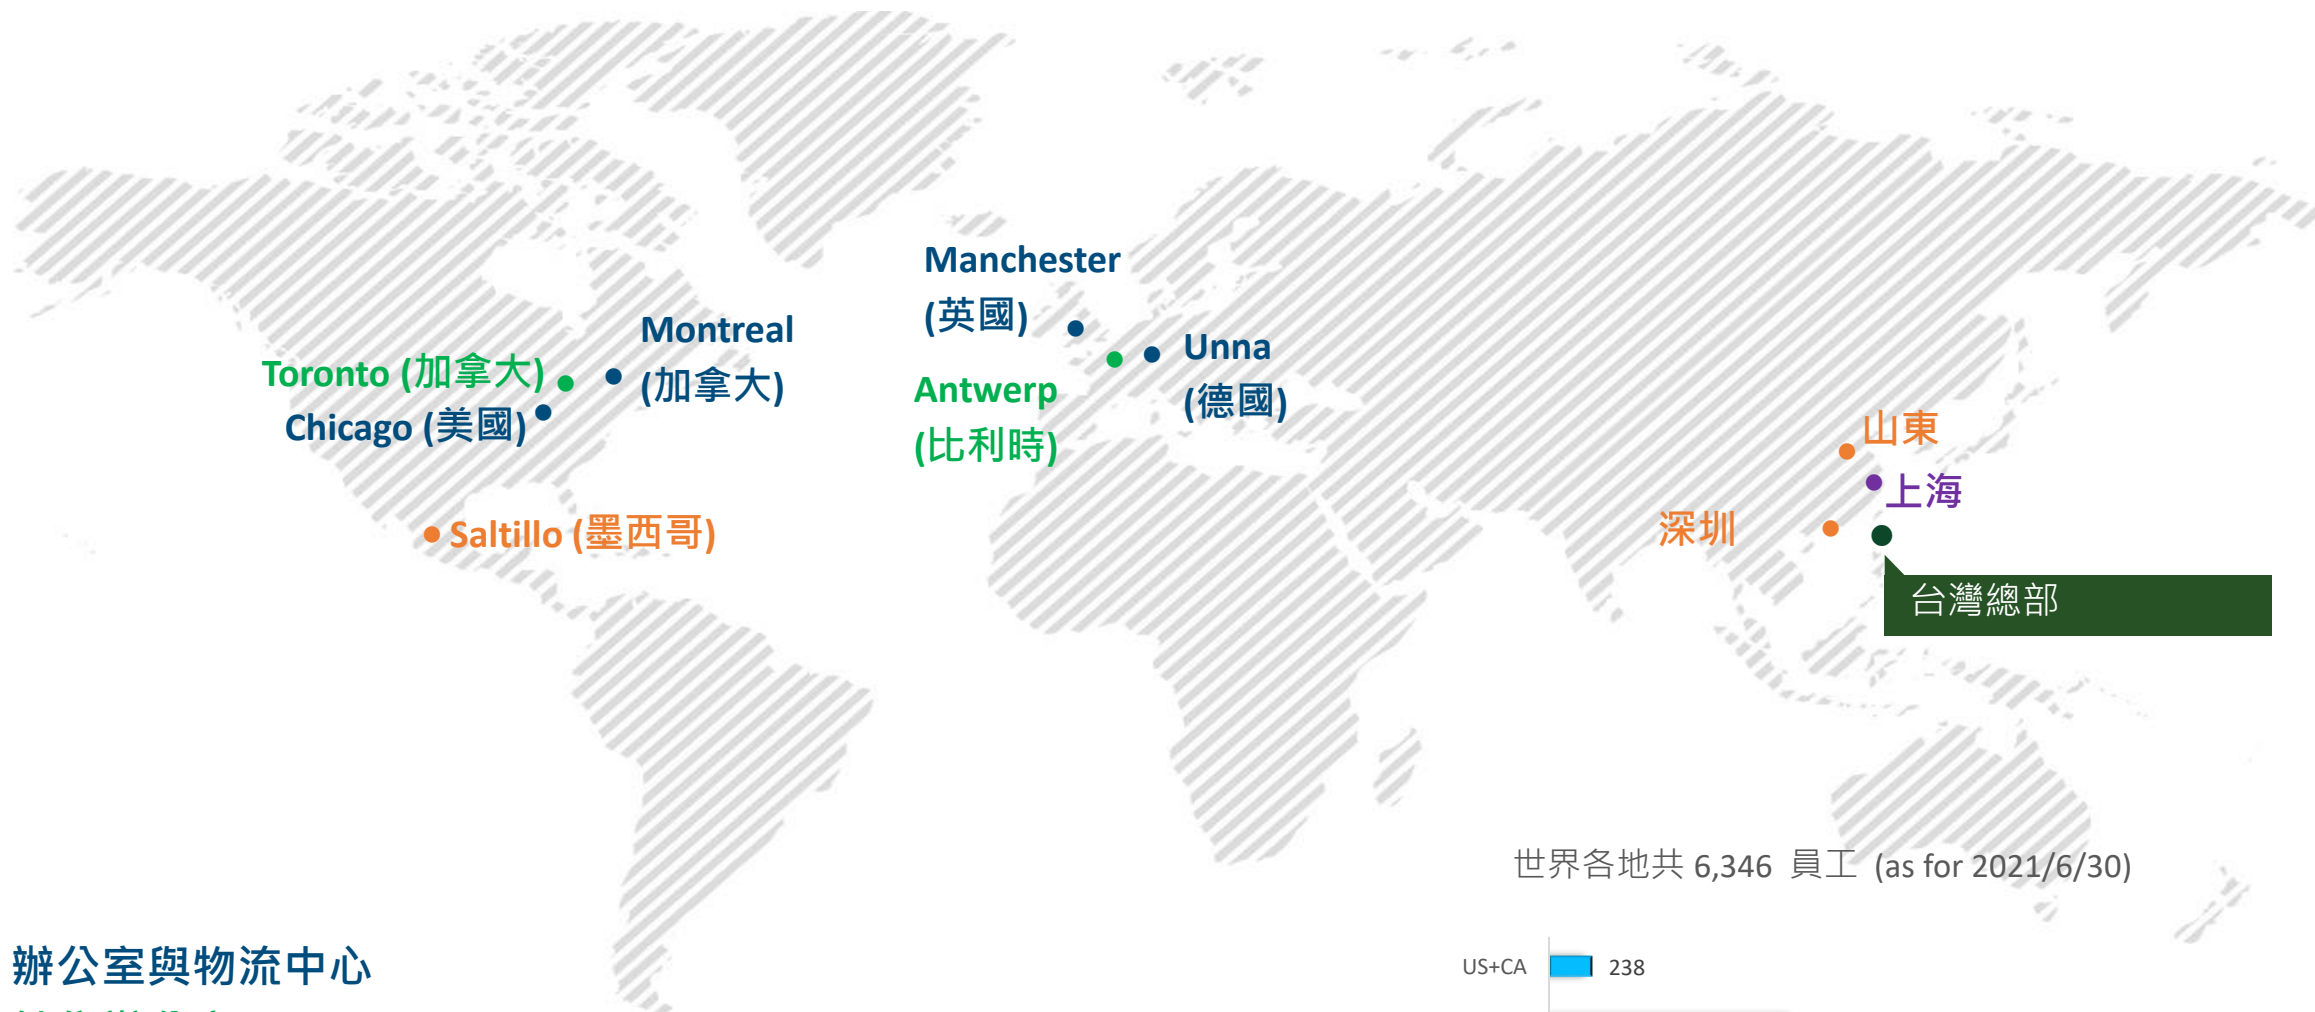 Manchester
(英國)
Montreal
(加拿大)
Unna
(德國)
Toronto (加拿大)
Chicago (美國)
Antwerp
(比利時)
山東
上海
Saltillo (墨西哥)
深圳
台灣總部
世界各地共 6,346 員工 (as for 2021/6/30)
辦公室與物流中心
US+CA 238